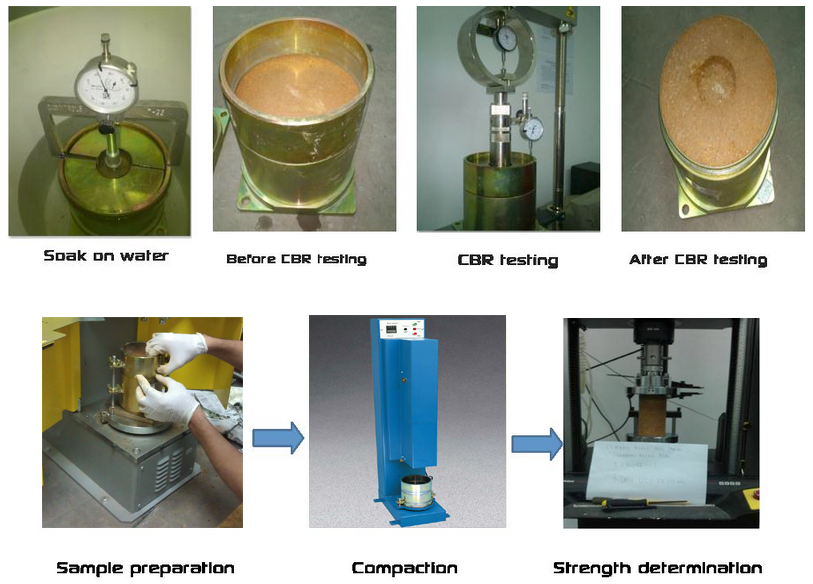 Soak on water
Before CBR testing
CBR testing
After CBR testing
Sample preparation
Compaction
Strength determination